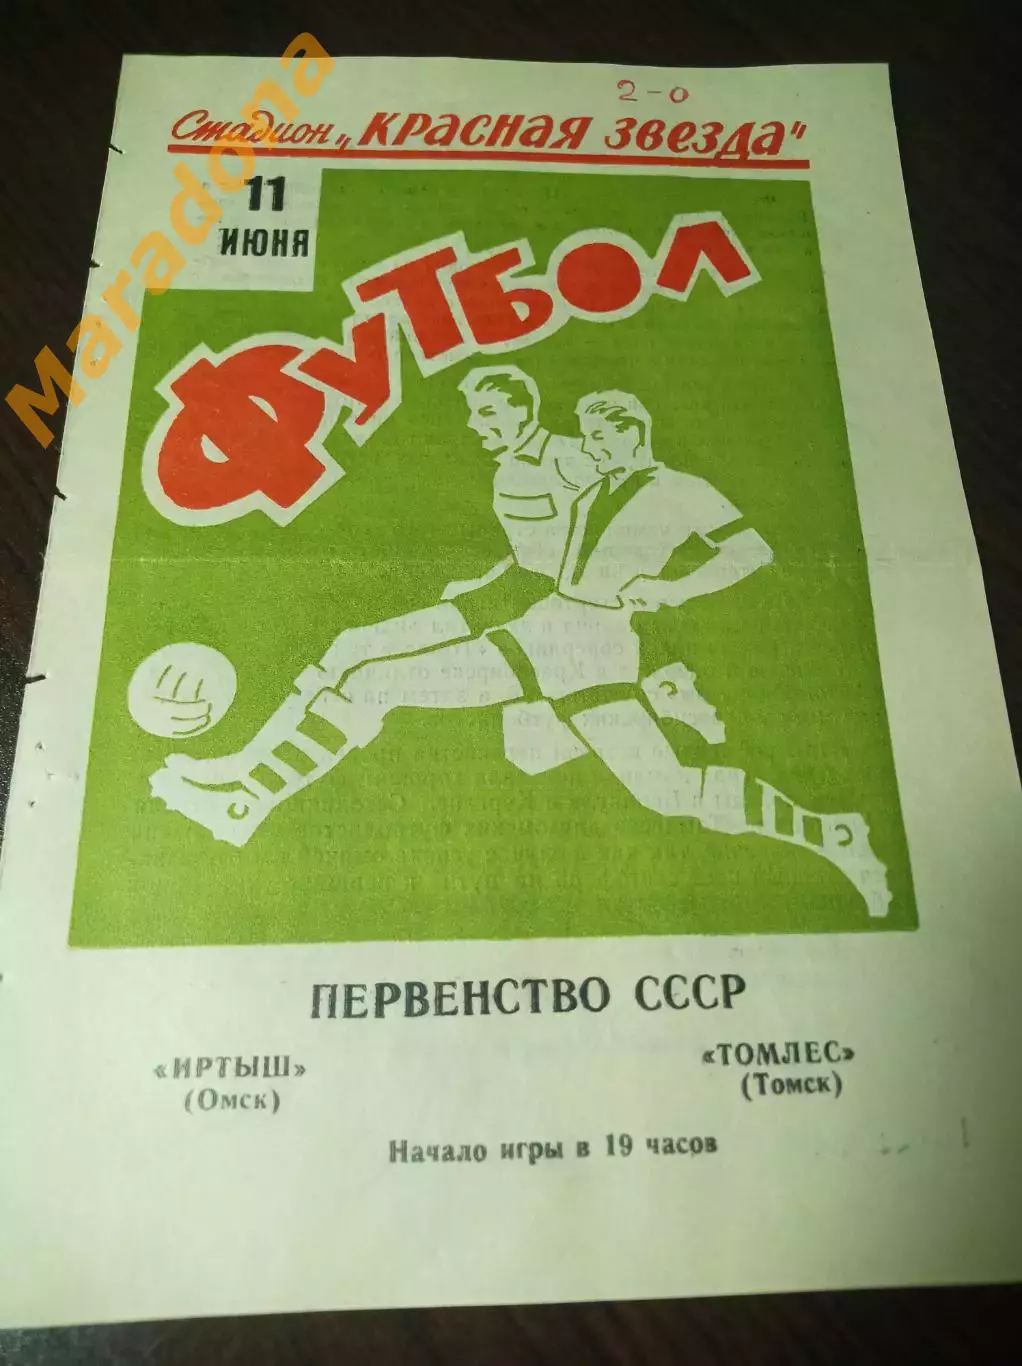 2-0
Стадион „КРАСНАЯ ЗВЕЗДА"
11
ИЮНЯ
ФУТБОЛ
ПЕРВЕНСТВО СССР
«ИРТЫШ»
(Омск)
«ТОМЛЕС»
(Томск)
Начало игры в 19 часов
Maradona